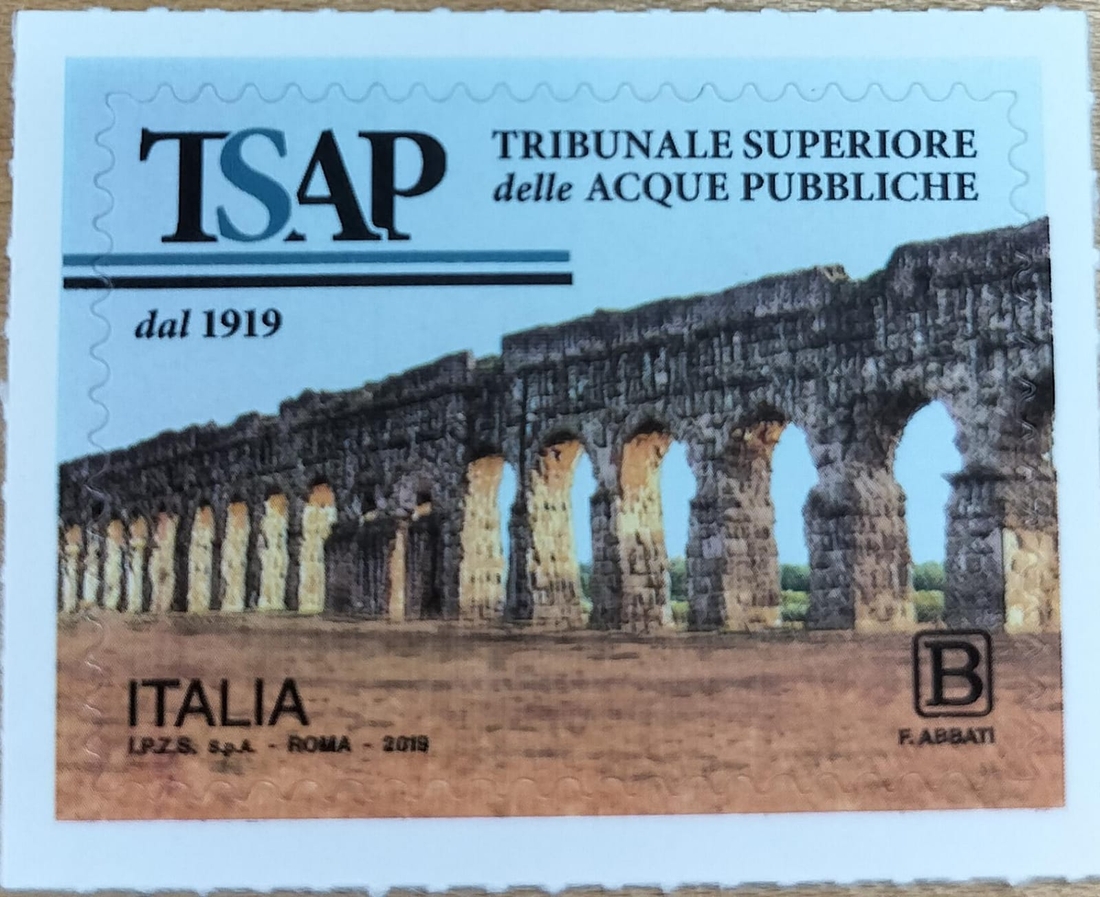 TSAP
TRIBUNALE SUPERIORE
delle ACQUE PUBBLICHE
dal 1919
ITALIA
I.P.Z.S. S.p.A. - ROMA - 2019
B
F. ABBATI